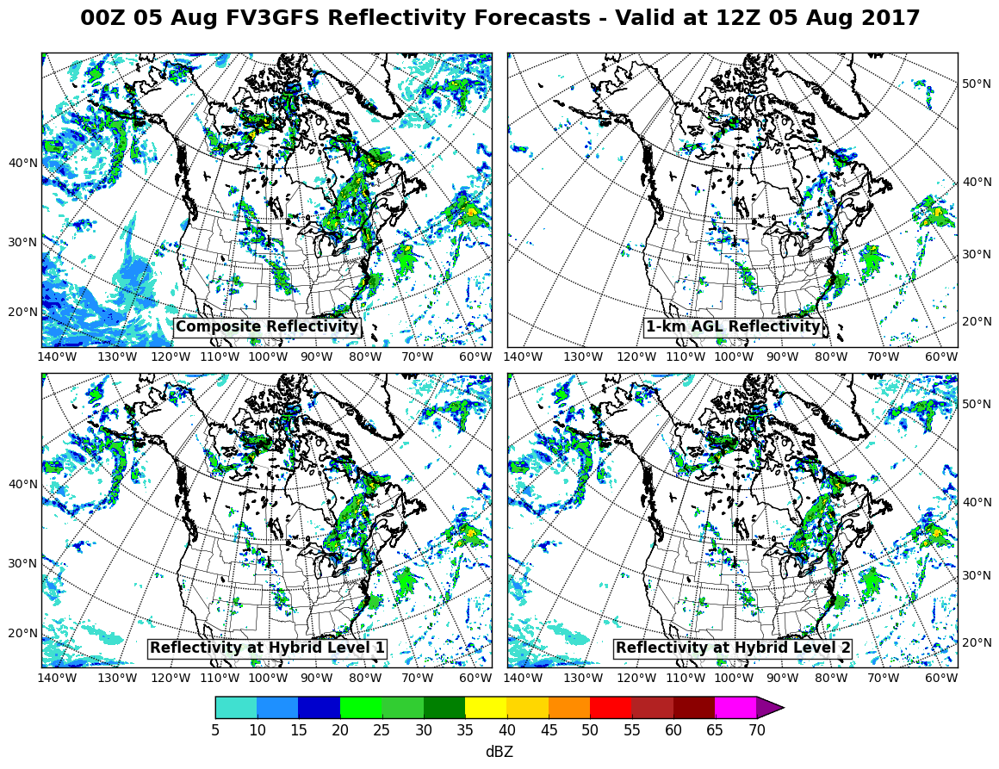 00Z 05 Aug FV3GFS Reflectivity Forecasts - Valid at 12Z 05 Aug 2017
50°N
40°N
40°N
30°N
30°N
20°N
20°N
Composite Reflectivity
1-km AGL Reflectivity
140°W 130°W 120°W 110°W 100°W 90°W 80°W 70°W 60°W
140°W 130°W 120°W 110°W 100°W 90°W 80°W 70°W 60°W
50°N
40°N
40°N
30°N
30°N
20°N
20°N
Reflectivity at Hybrid Level 1
Reflectivity at Hybrid Level 2
140°W 130°W 120°W 110°W 100°W 90°W 80°W 70°W 60°W
140°W 130°W 120°W 110°W 100°W 90°W 80°W 70°W 60°W
5 10 15 20 25 30 35 40 45 50 55 60 65 70
dBZ